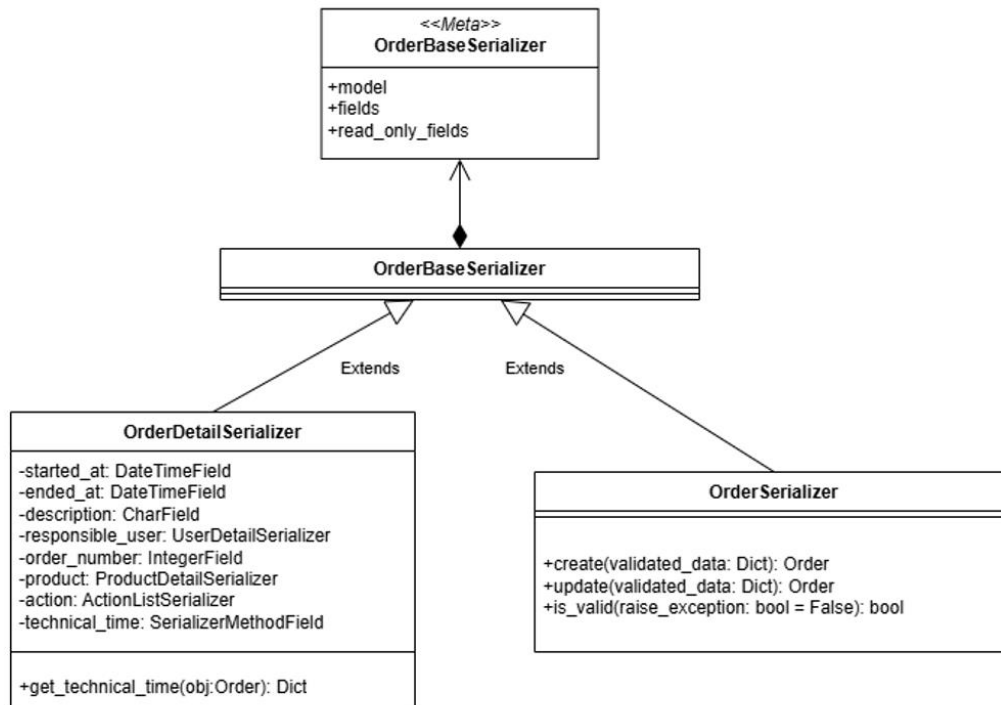 <<Meta>>
OrderBaseSerializer
+model
+fields
+read_only_fields
OrderBaseSerializer
Extends
Extends
OrderDetailSerializer
-started_at: DateTimeField
-ended_at: DateTimeField
-description: CharField
-responsible_user: UserDetailSerializer
-order_number: IntegerField
-product: ProductDetailSerializer
-action: ActionListSerializer
-technical_time: SerializerMethodField
+get_technical_time(obj:Order): Dict
OrderSerializer
+create(validated_data: Dict): Order
+update(validated_data: Dict): Order
+is_valid(raise_exception: bool = False): bool